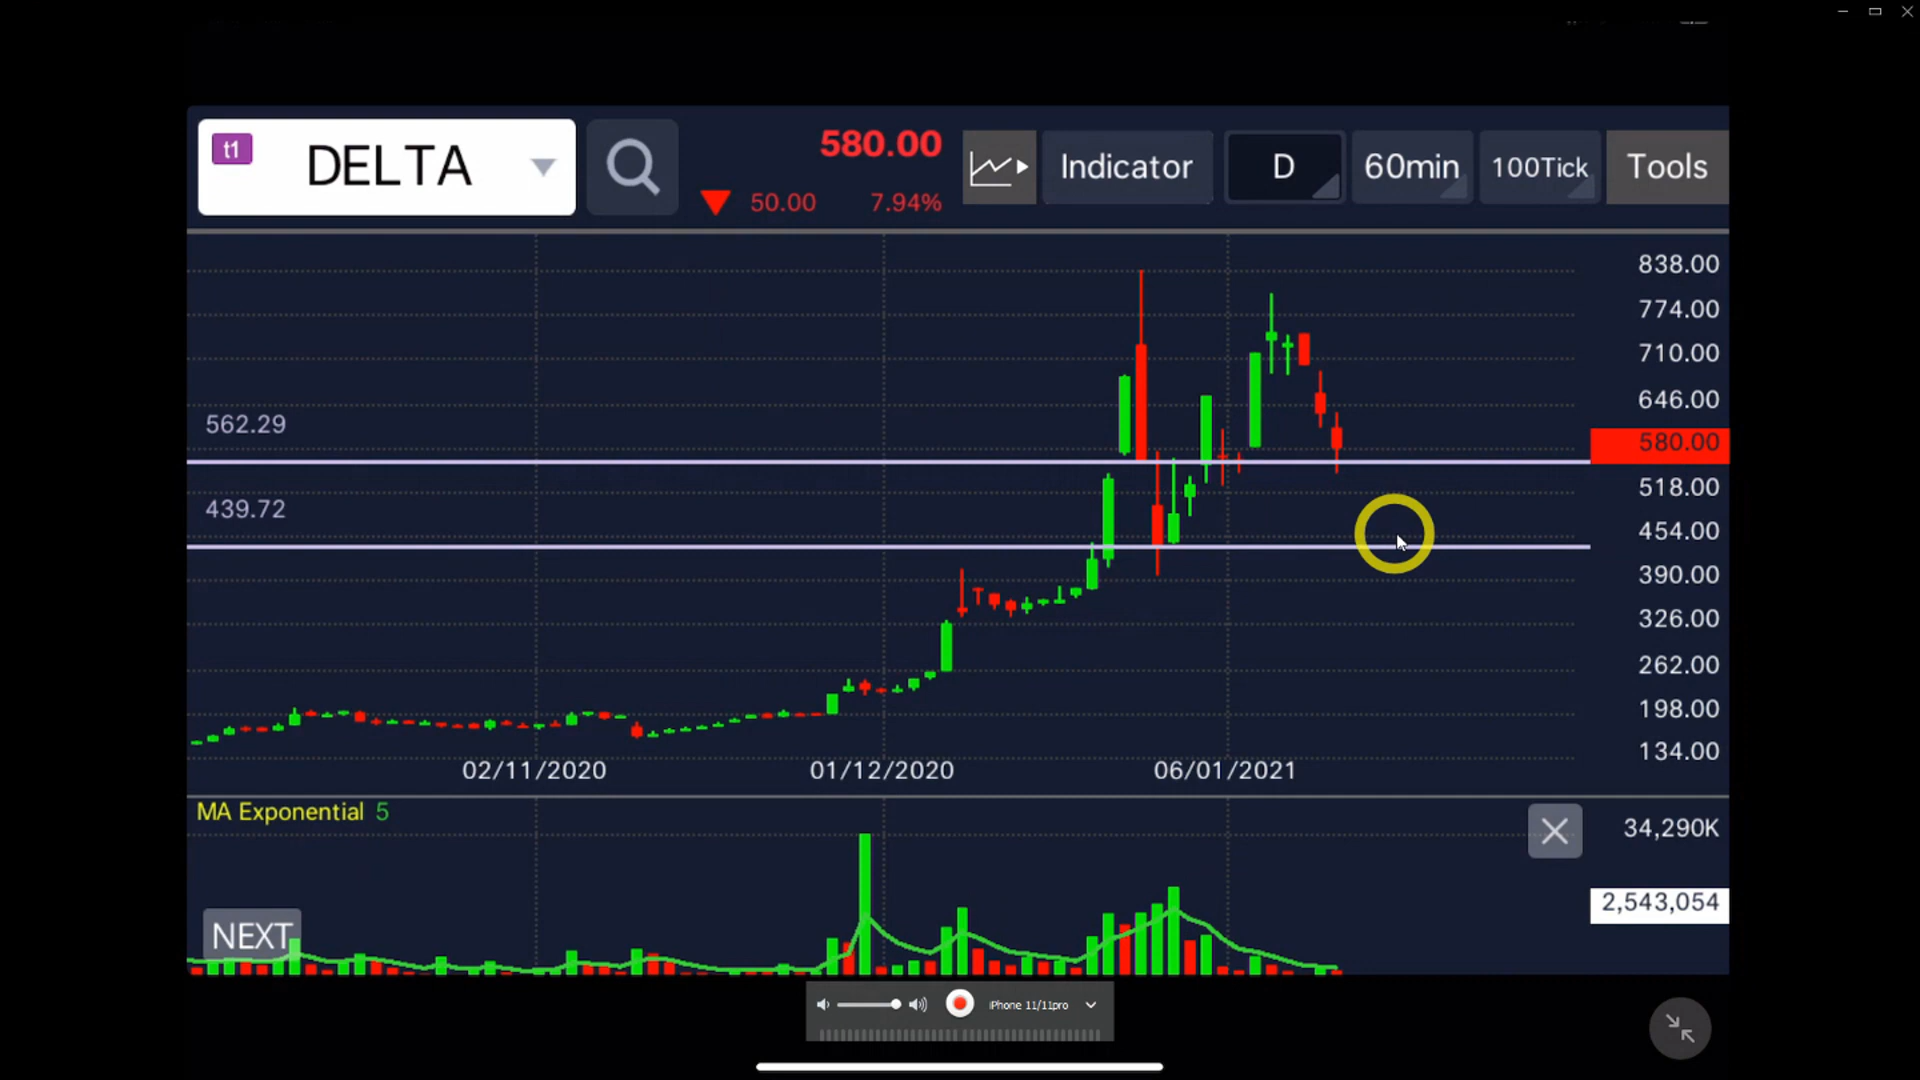 t1
DELTA
580.00
50.00 7.94%
Indicator
D
60min
100Tick
Tools
838.00
774.00
710.00
646.00
580.00
518.00
454.00
390.00
326.00
262.00
198.00
134.00
562.29
439.72
02/11/2020 01/12/2020 06/01/2021
MA Exponential 5
34,290K
2,543,054
NEXT
iPhone 11/11pro